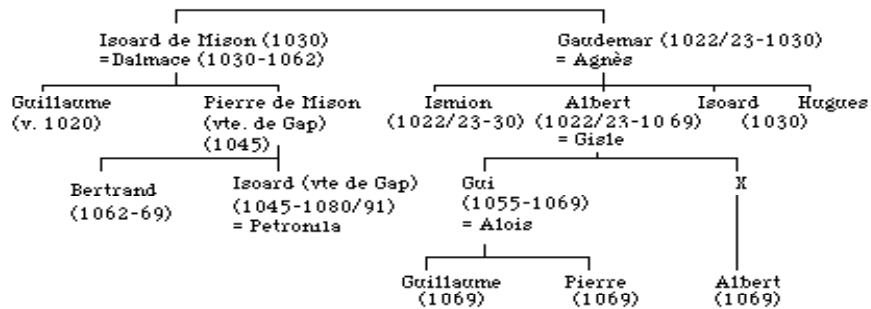 Isoard de Mison (1030)
=Dalmace (1030-1062)
Gaudemar (1022/23-1030)
= Agnès
Guillaume
(v. 1020)
Pierre de Mison
(vte. de Gap)
(1045)
Ismion
(1022/23-30)
Albert
(1022/23-1069)
= Gisle
Isoard
(1030)
Hugues
Bertrand
(1062-69)
Isoard (vte de Gap)
(1045-1080/91)
= Petronila
Gui
(1055-1069)
= Alois
X
Guillaume
(1069)
Pierre
(1069)
Albert
(1069)